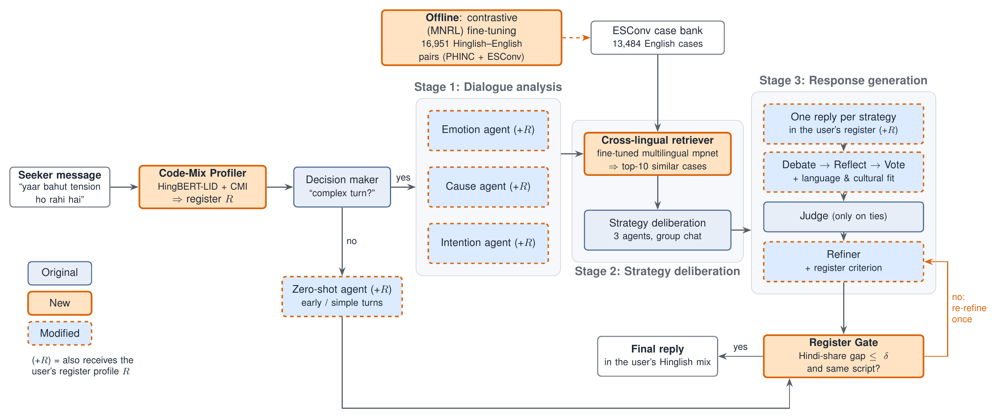 Offline: contrastive
(MNRL) fine-tuning
16,951 Hinglish–English
pairs (PHINC + ESConv)
ESConv case bank
13,484 English cases
Stage 1: Dialogue analysis
Emotion agent (+R)
Cause agent (+R)
Intention agent (+R)
Stage 3: Response generation
One reply per strategy
in the user's register (+R)
Debate → Reflect → Vote
+ language & cultural fit
Judge (only on ties)
Refiner
+ register criterion
Cross-lingual retriever
fine-tuned multilingual mpnet
⇒ top-10 similar cases
Strategy deliberation
3 agents, group chat
Stage 2: Strategy deliberation
Seeker message
“yaar bahut tension
ho rahi hai”
Code-Mix Profiler
HingBERT-LID + CMI
⇒ register R
Decision maker
“complex turn?”
yes
no
Zero-shot agent (+R)
early / simple turns
Original
New
Modified
(+R) = also receives the
user's register profile R
no:
re-refine
once
Final reply
in the user's Hinglish mix
yes
Register Gate
Hindi-share gap ≤ δ
and same script?